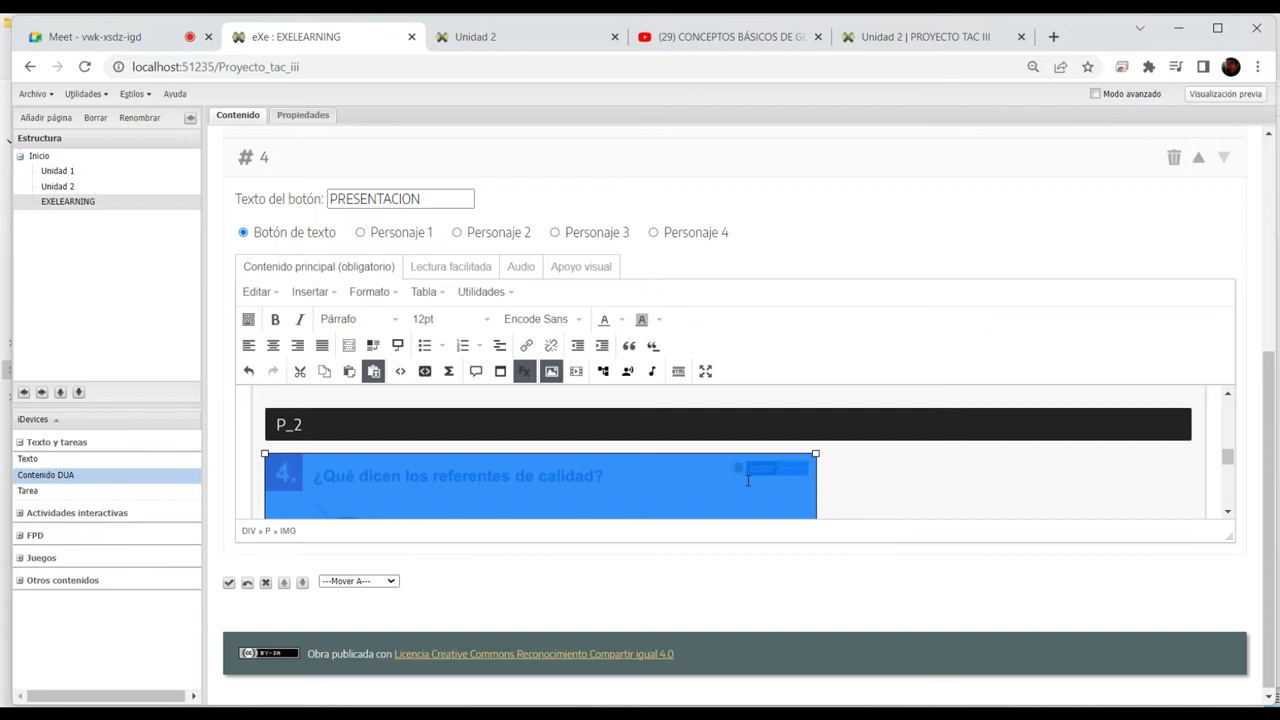 Meet - vwk-xsdz-igd
eXe : EXELEARNING
Unidad 2
(29) CONCEPTOS BÁSICOS DE GE
Unidad 2 | PROYECTO TAC III
localhost:51235/Proyecto_tac_iii
Archivo
Utilidades
Estilos
Ayuda
Modo avanzado
Visualización previa
Añadir página
Borrar
Renombrar
Contenido
Propiedades
Estructura
Inicio
Unidad 1
Unidad 2
EXELEARNING
iDevices
Texto y tareas
Texto
Contenido DUA
Tarea
Actividades interactivas
FPD
Juegos
Otros contenidos
# 4
Texto del botón: PRESENTACION
Botón de texto
Personaje 1
Personaje 2
Personaje 3
Personaje 4
Contenido principal (obligatorio)
Lectura facilitada
Audio
Apoyo visual
Editar
Insertar
Formato
Tabla
Utilidades
B I Párrafo 12pt Encode Sans A A
P_2
4. ¿Qué dicen los referentes de calidad?
DIV » P » IMG
---Mover A---
CC BY-SA Obra publicada con Licencia Creative Commons Reconocimiento Compartir igual 4.0